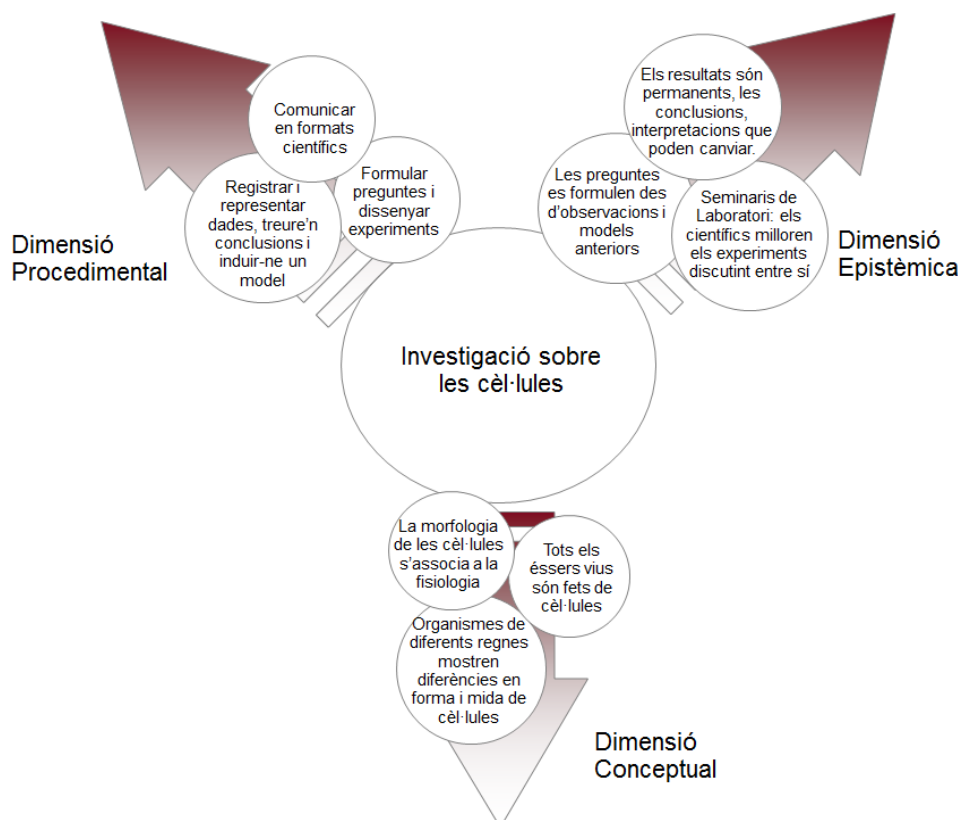 Comunicar
en formats
científics
Registrar i
representar
dades, treure’n
conclusions i
induir-ne un
model
Formular
preguntes i
dissenyar
experiments
Dimensió
Procedimental
Els resultats són
permanents, les
conclusions,
interpretacions que
poden canviar.
Les preguntes
es formulen des
d’observacions i
models
anteriors
Seminaris de
Laboratori: els
científics milloren
els experiments
discutint entre sí
Dimensió
Epistèmica
Investigació sobre
les cèl·lules
La morfologia
de les cèl·lules
s’associa a la
fisiologia
Tots els
éssers vius
són fets de
cèl·lules
Organismes de
diferents regnes
mostren
diferències en
forma i mida de
cèl·lules
Dimensió
Conceptual